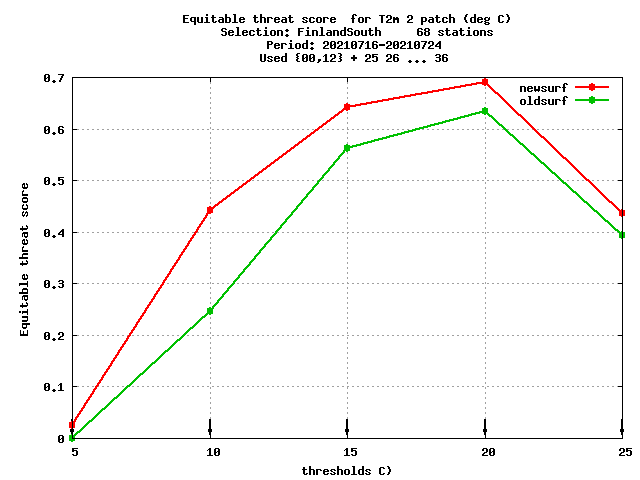 Equitable threat score  for T2m 2 patch (deg C)
Selection: FinlandSouth     68 stations
Period: 20210716-20210724
Used {00,12} + 25 26 ... 36
newsurf
oldsurf
Equitable threat score
0.7
0.6
0.5
0.4
0.3
0.2
0.1
0
5 10 15 20 25
thresholds C)